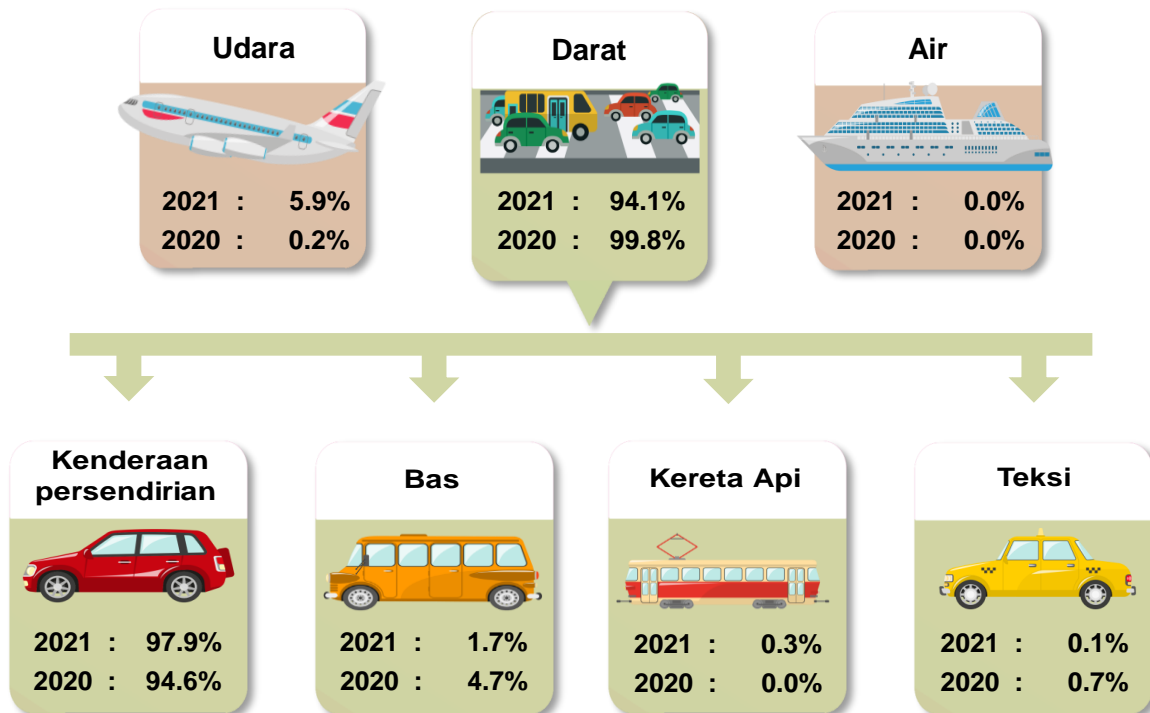 Udara
2021 : 5.9%
2020 : 0.2%
Darat
2021 : 94.1%
2020 : 99.8%
Air
2021 : 0.0%
2020 : 0.0%
Kenderaan
persendirian
2021 : 97.9%
2020 : 94.6%
Bas
2021 : 1.7%
2020 : 4.7%
Kereta Api
2021 : 0.3%
2020 : 0.0%
Teksi
2021 : 0.1%
2020 : 0.7%